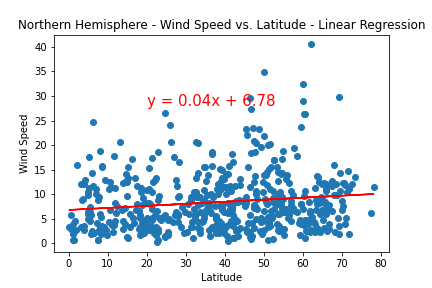 Northern Hemisphere - Wind Speed vs. Latitude - Linear Regression
40
35
30
y = 0.04x + 6.78
25
20
15
10
5
0
Wind Speed
0 10 20 30 40 50 60 70 80
Latitude